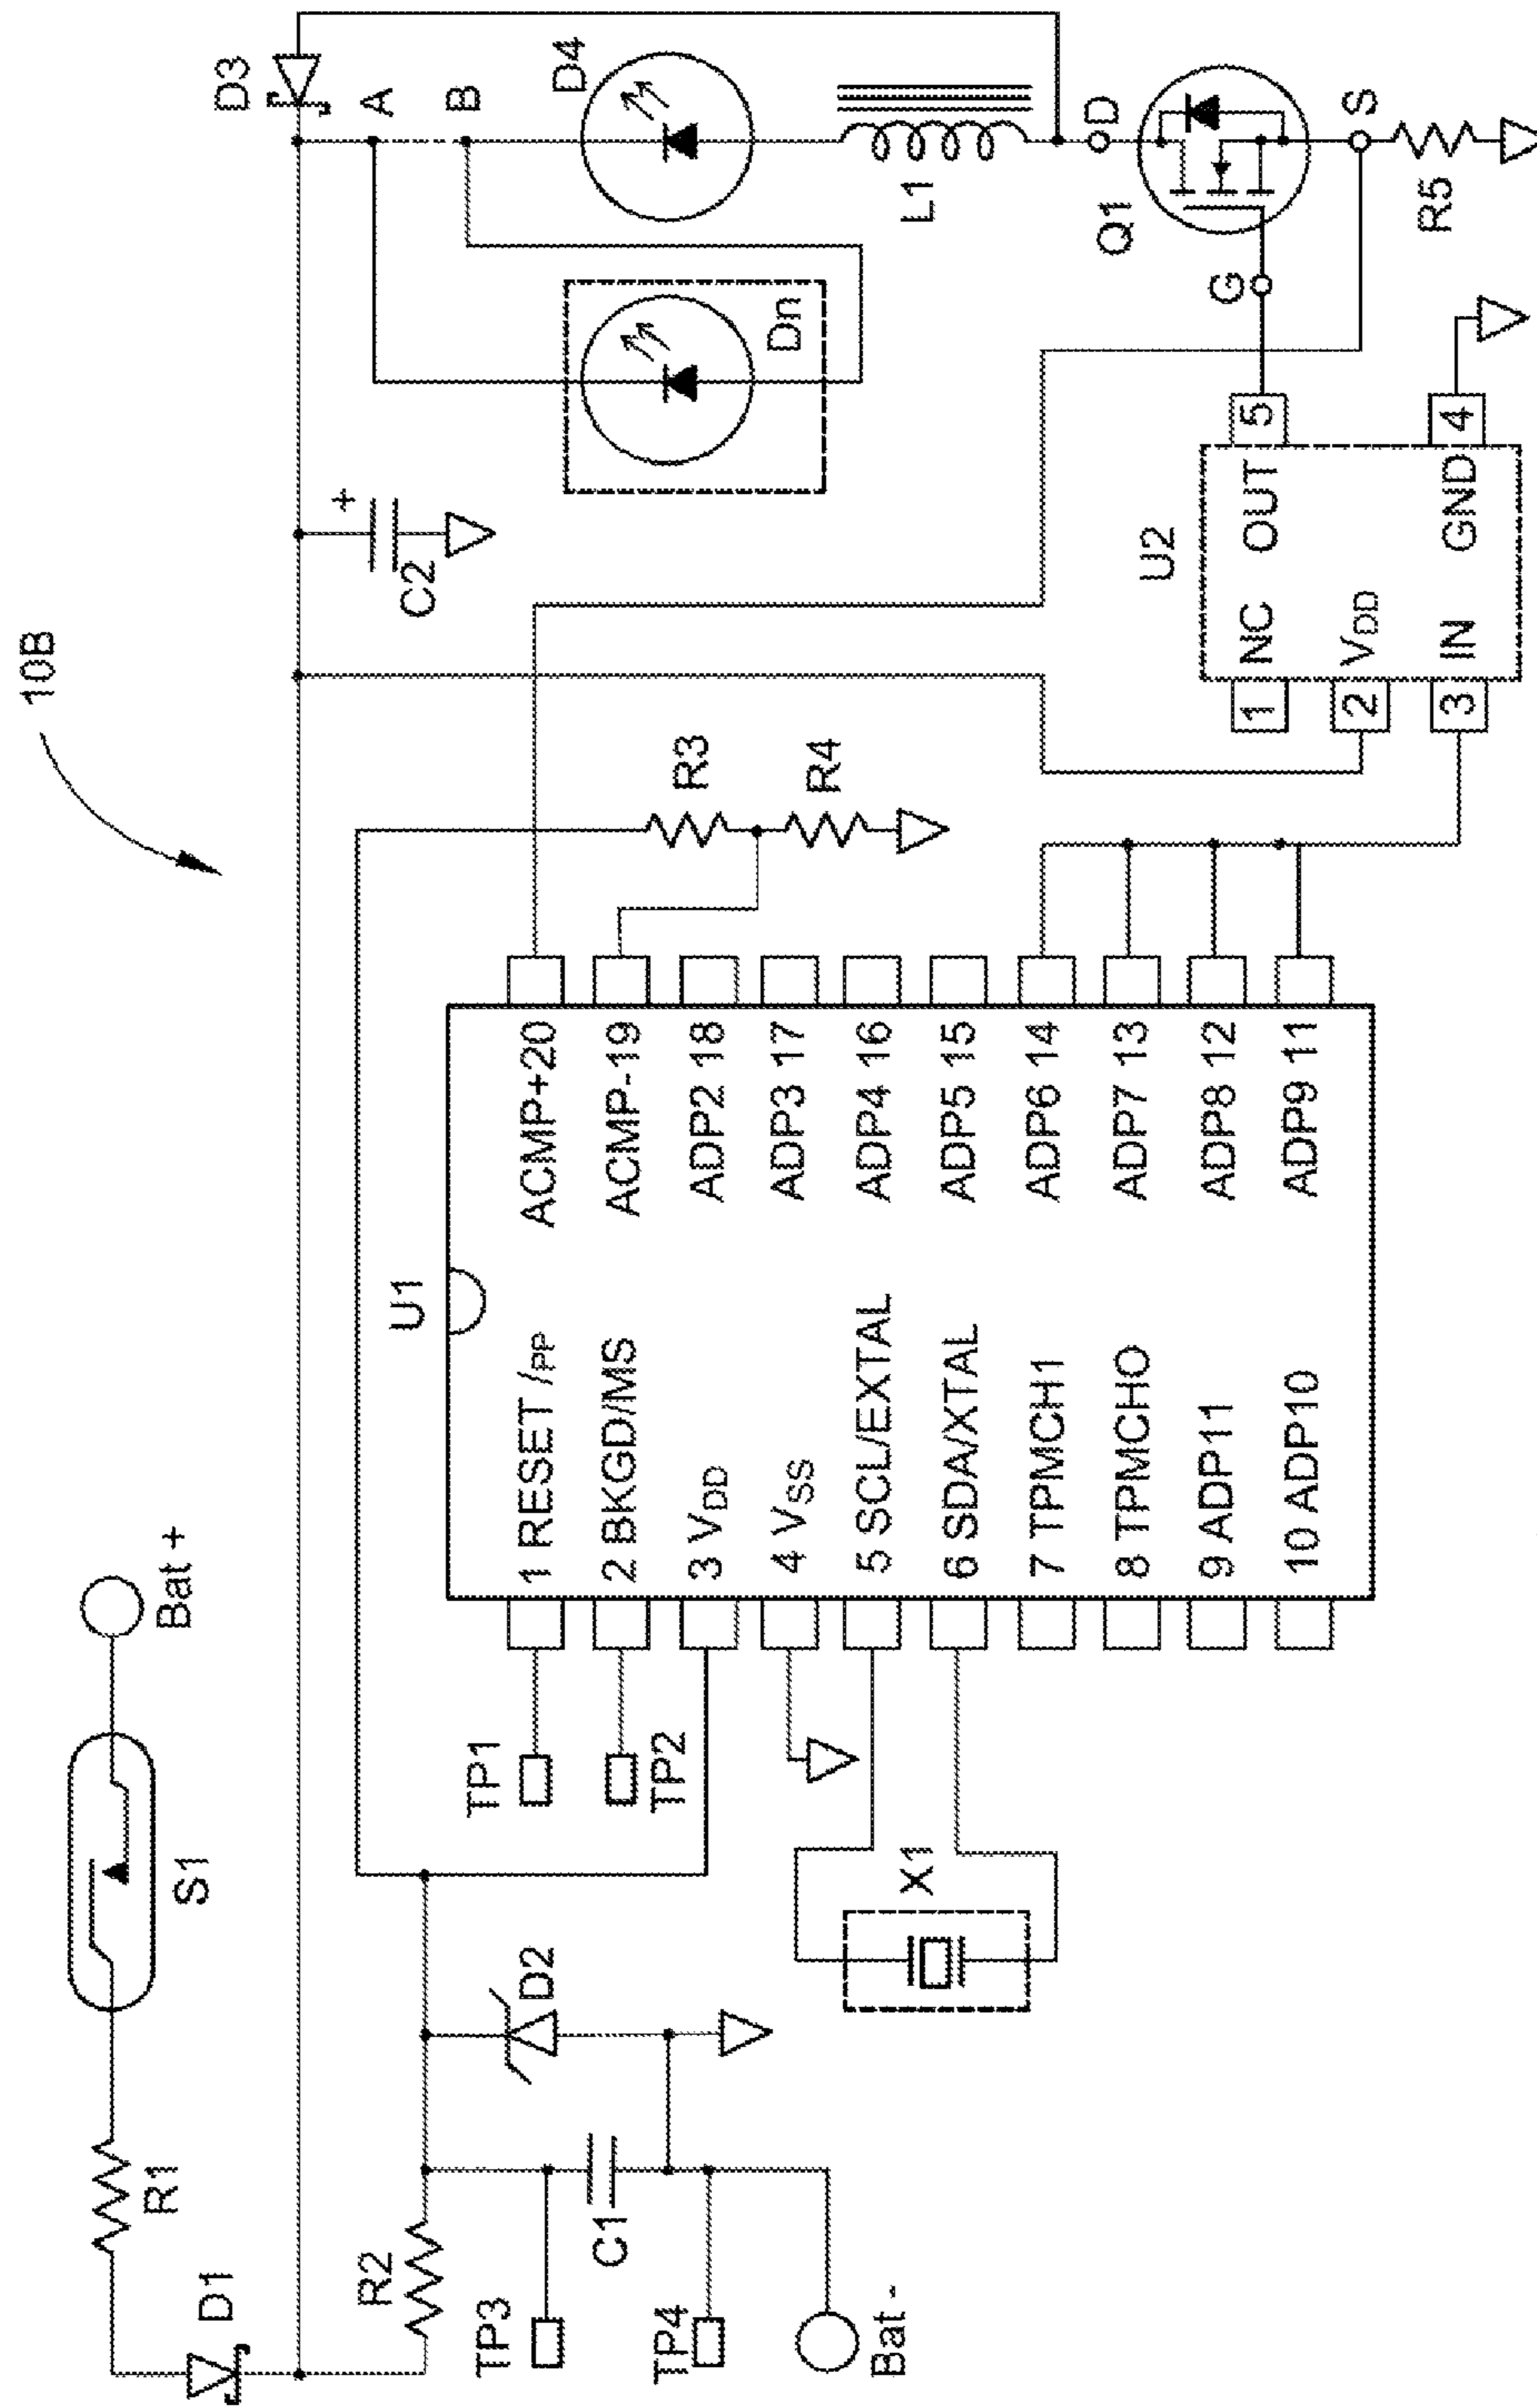 10B
Bat +
S1
R1
D1
R2
TP3
C1
TP4
Bat -
D2
TP1
TP2
X1
U1
1 RESET /PP
2 BKGD/MS
3 VDD
4 VSS
5 SCL/EXTAL
6 SDA/XTAL
7 TPMCH1
8 TPMCHO
9 ADP11
10 ADP10
ACMP+20
ACMP-19
ADP2 18
ADP3 17
ADP4 16
ADP5 15
ADP6 14
ADP7 13
ADP8 12
ADP9 11
R3
R4
C2
+
D3
A
B
D4
Dn
L1
D
Q1
G
S
R5
U2
1 NC
2 VDD
3 IN
OUT 5
GND 4